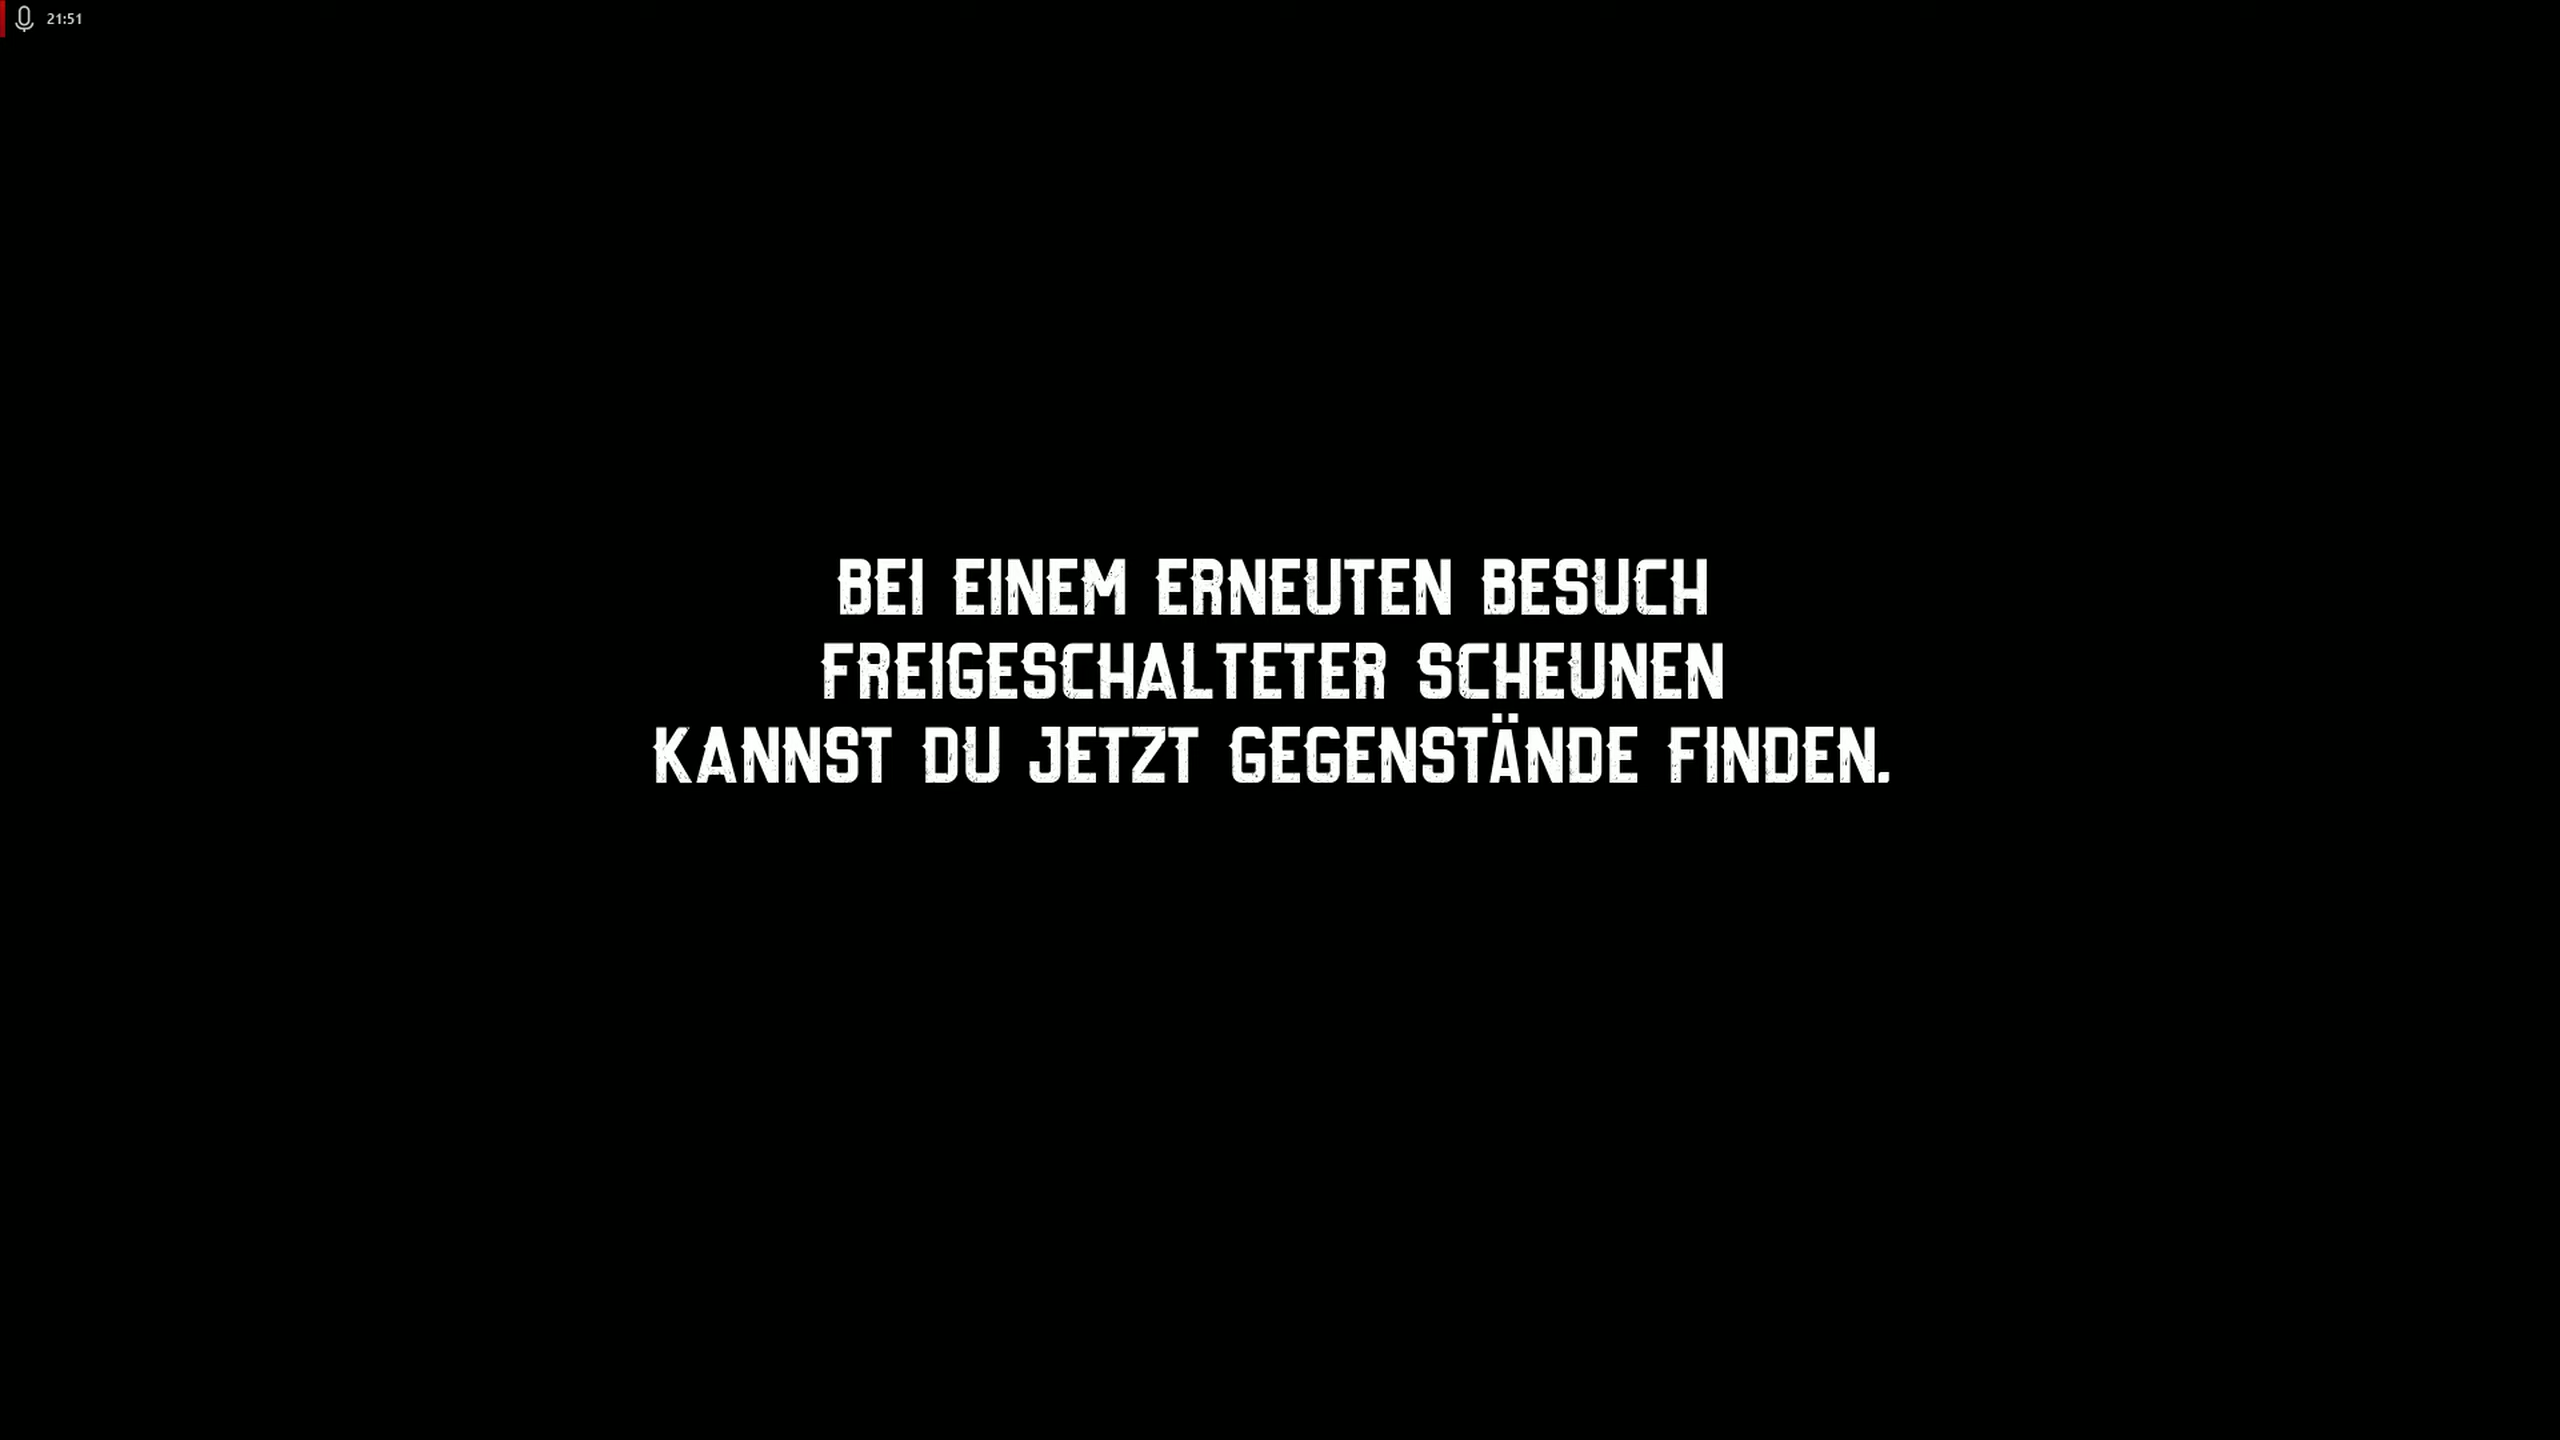 21:51
BEI EINEM ERNEUTEN BESUCH
FREIGESCHALTETER SCHEUNEN
KANNST DU JETZT GEGENSTÄNDE FINDEN.